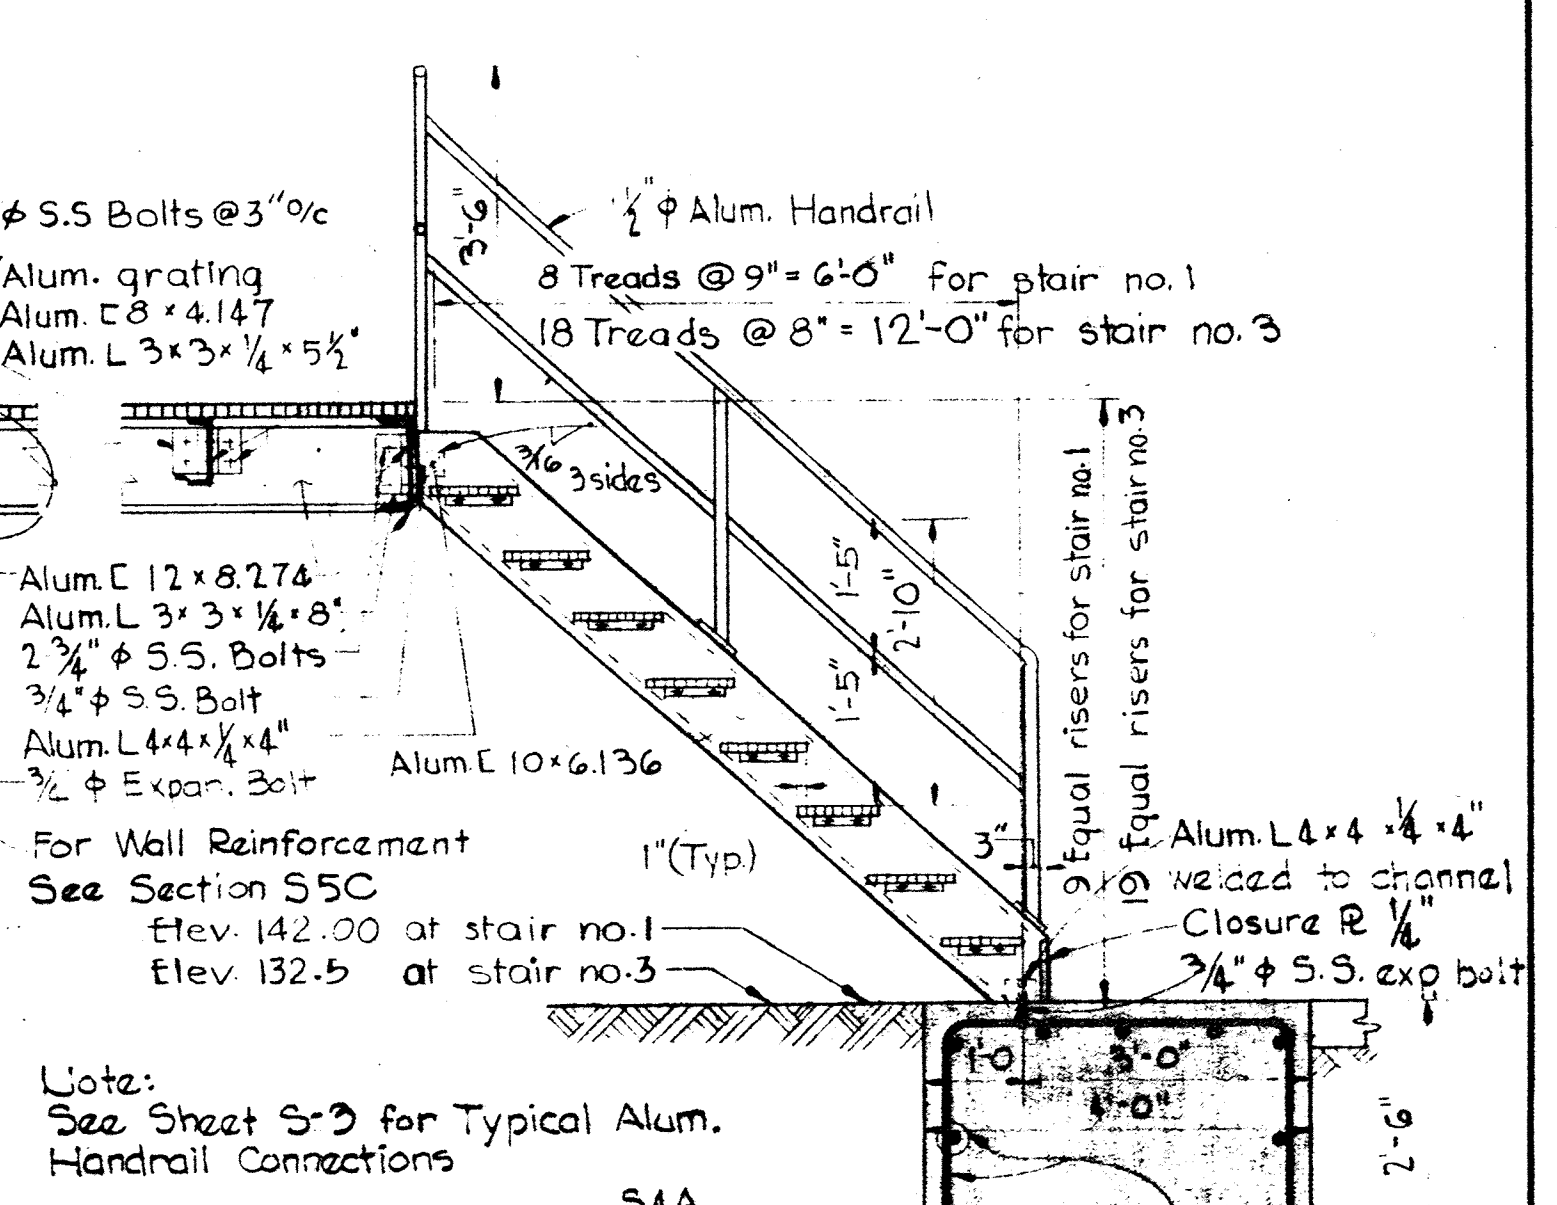 φ S.S Bolts @ 3" o/c
Alum. grating
Alum. [ 8 × 4.147
Alum. L 3×3×1/4×5 1/2"
3'-6"
1/2" φ Alum. Handrail
8 Treads @ 9" = 6'-0" for stair no. 1
18 Treads @ 8" = 12'-0" for stair no. 3
3/16
3 sides
Alum. [ 12 × 8.274
Alum. L 3×3×1/4×8"
2 3/4" φ S.S. Bolts
3/4" φ S.S. Bolt
Alum. L 4×4×1/4×4"
φ Expan. Bolt
Alum. [ 10×6.136
1'-5"
2'-10"
1'-5"
9 Equal risers for stair no.1
19 Equal risers for stair no.3
For Wall Reinforcement
See Section S5C
1" (Typ.)
3"
Elev. 142.00 at stair no.1
Elev. 132.5 at stair no.3
Alum. L 4×4×1/4×4"
welded to channel
Closure PL 1/4"
3/4" φ S.S. exp bolt
1'-0
3'-0"
4'-0"
2'-6"
Note:
See Sheet S-3 for Typical Alum.
Handrail Connections